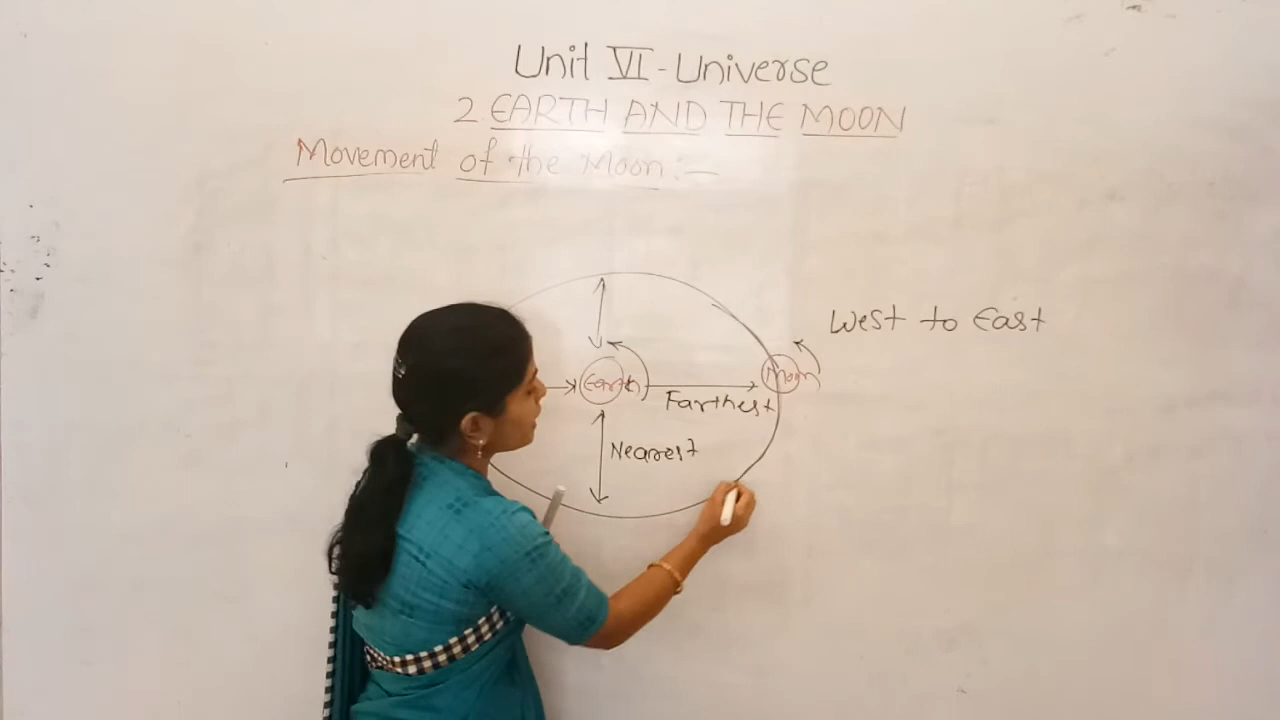 Unit VI - Universe
2. EARTH AND THE MOON
Movement of the Moon :-
West to East
Earth
Moon
Farthest
Nearest